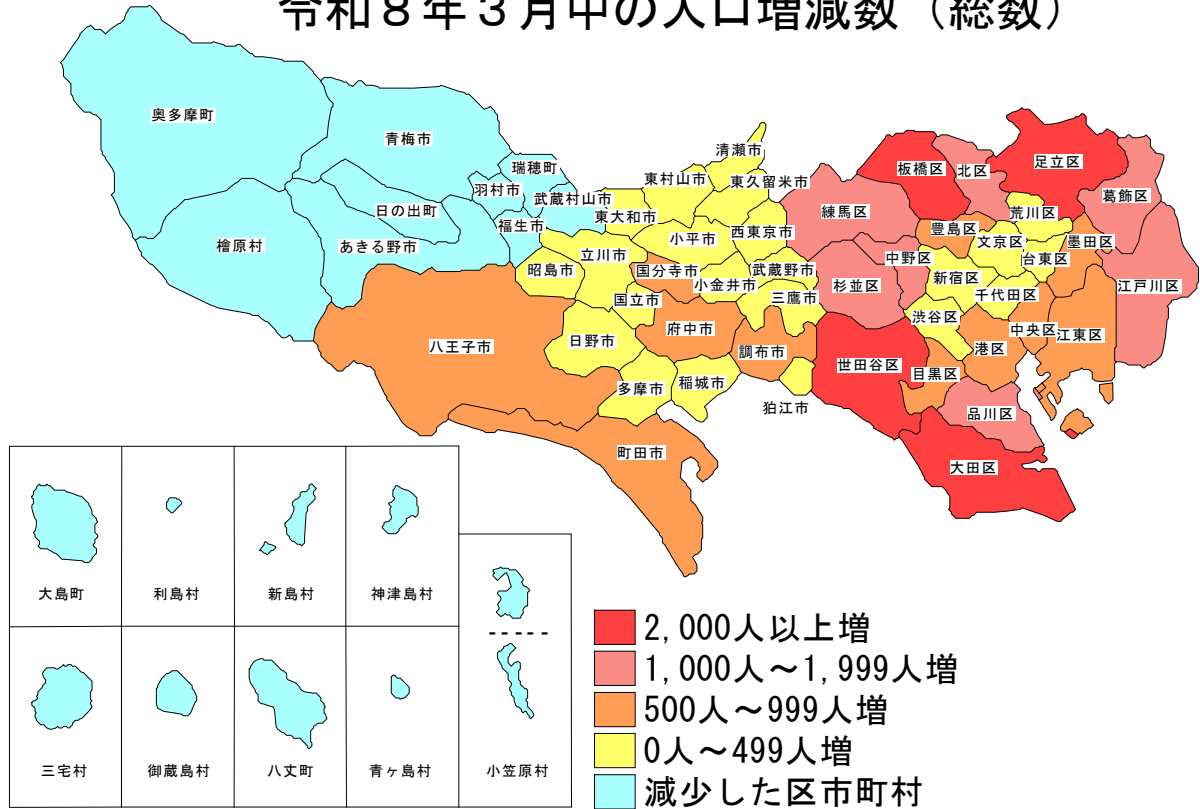 令和８年３月中の人口増減数（総数）
奥多摩町
青梅市
瑞穂町
羽村市
武蔵村山市
日の出町
福生市
檜原村
あきる野市
清瀬市
東村山市
東久留米市
東大和市
小平市
西東京市
立川市
昭島市
国分寺市
小金井市
武蔵野市
三鷹市
国立市
府中市
調布市
日野市
八王子市
多摩市
稲城市
狛江市
町田市
板橋区
北区
足立区
葛飾区
練馬区
荒川区
豊島区
文京区
墨田区
台東区
中野区
杉並区
新宿区
千代田区
江戸川区
渋谷区
中央区
江東区
港区
世田谷区
目黒区
品川区
大田区
大島町
利島村
新島村
神津島村
三宅村
御蔵島村
八丈町
青ヶ島村
小笠原村
2,000人以上増
1,000人～1,999人増
500人～999人増
0人～499人増
減少した区市町村